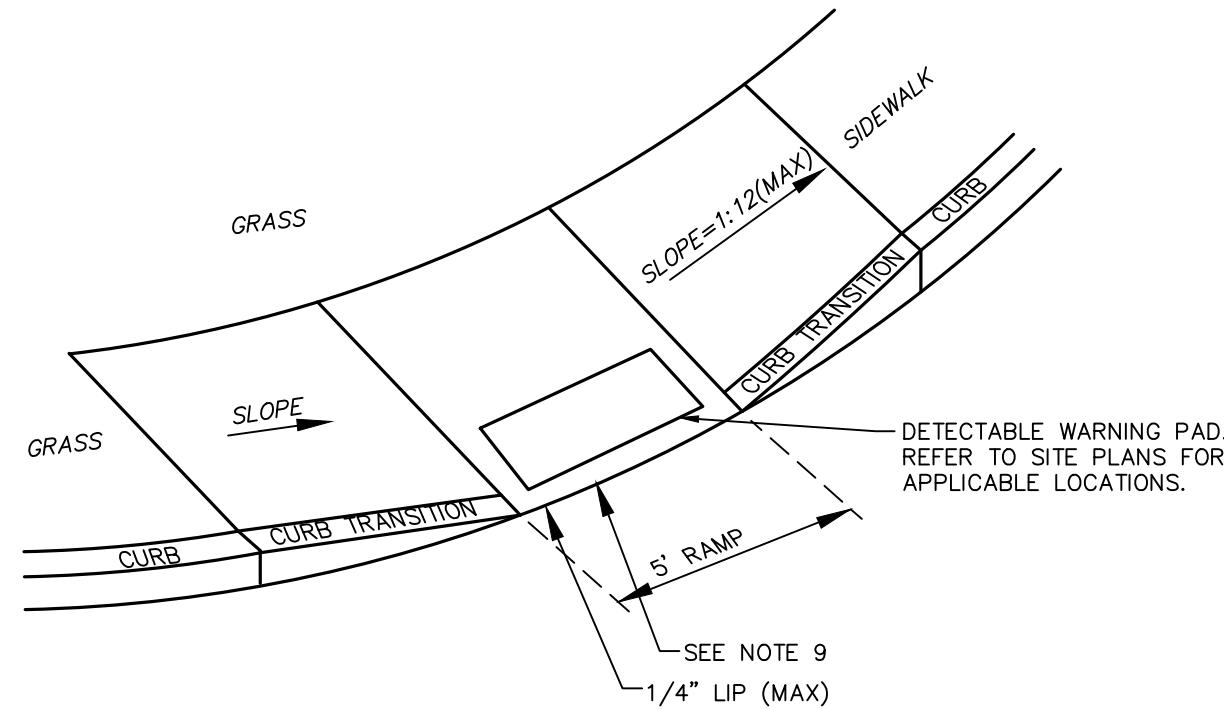 SIDEWALK
GRASS
SLOPE=1:12(MAX)
CURB
CURB TRANSITION
SLOPE
GRASS
DETECTABLE WARNING PAD.
REFER TO SITE PLANS FOR
APPLICABLE LOCATIONS.
CURB TRANSITION
CURB
5' RAMP
SEE NOTE 9
1/4" LIP (MAX)